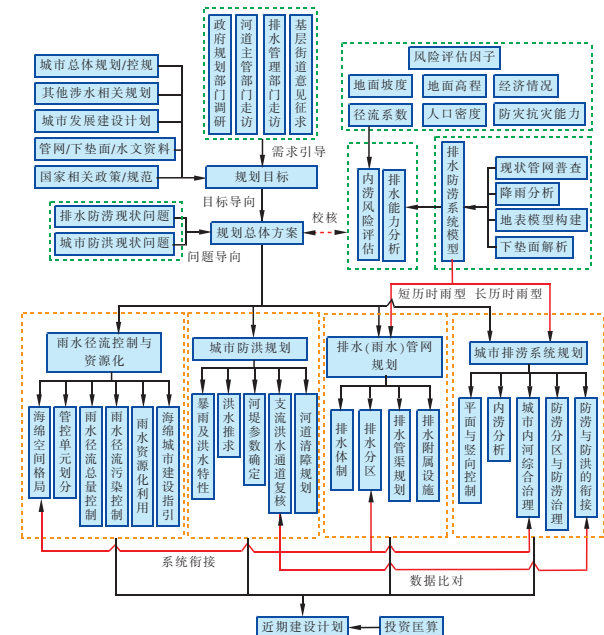 政府规划部门调研
河道主管部门走访
排水管理部门走访
基层街道意见征求
城市总体规划/控规
其他涉水相关规划
城市发展建设计划
管网/下垫面/水文资料
国家相关政策/规范
需求引导
规划目标
目标导向
排水防涝现状问题
城市防洪现状问题
问题导向
规划总体方案
校核
风险评估因子
地面坡度
地面高程
经济情况
径流系数
人口密度
防灾抗灾能力
内涝风险评估
排水能力分析
排水防涝系统模型
现状管网普查
降雨分析
地表模型构建
下垫面解析
短历时雨型
长历时雨型
雨水径流控制与
资源化
海绵空间格局
管控单元划分
雨水径流总量控制
雨水径流污染控制
雨水资源化利用
海绵城市建设指引
城市防洪规划
暴雨及洪水特性
洪水推求
河堤参数确定
支流洪水通道复核
河道清障规划
排水(雨水)管网
规划
排水体制
排水分区
排水管渠规划
排水附属设施
城市排涝系统规划
平面与竖向控制
内涝分析
城市内河综合治理
防涝分区与防涝治理
防涝与防洪的衔接
系统衔接
数据比对
近期建设计划
投资匡算